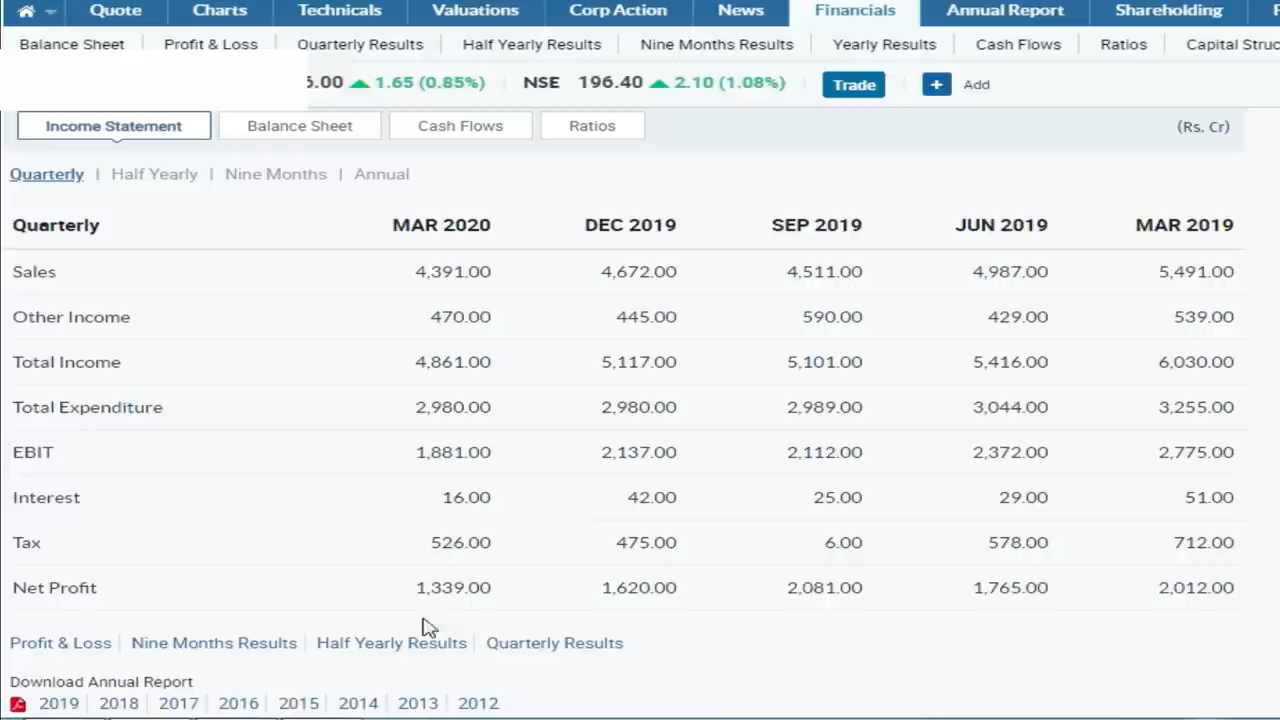 Quote Charts Technicals Valuations Corp Action News Financials Annual Report Shareholding
Balance Sheet Profit & Loss Quarterly Results Half Yearly Results Nine Months Results Yearly Results Cash Flows Ratios Capital Struc
6.00 1.65 (0.85%) NSE 196.40 2.10 (1.08%) Trade + Add
Income Statement Balance Sheet Cash Flows Ratios (Rs. Cr)
Quarterly | Half Yearly | Nine Months | Annual
Quarterly MAR 2020 DEC 2019 SEP 2019 JUN 2019 MAR 2019
Sales 4,391.00 4,672.00 4,511.00 4,987.00 5,491.00
Other Income 470.00 445.00 590.00 429.00 539.00
Total Income 4,861.00 5,117.00 5,101.00 5,416.00 6,030.00
Total Expenditure 2,980.00 2,980.00 2,989.00 3,044.00 3,255.00
EBIT 1,881.00 2,137.00 2,112.00 2,372.00 2,775.00
Interest 16.00 42.00 25.00 29.00 51.00
Tax 526.00 475.00 6.00 578.00 712.00
Net Profit 1,339.00 1,620.00 2,081.00 1,765.00 2,012.00
Profit & Loss Nine Months Results Half Yearly Results Quarterly Results
Download Annual Report
2019 2018 2017 2016 2015 2014 2013 2012